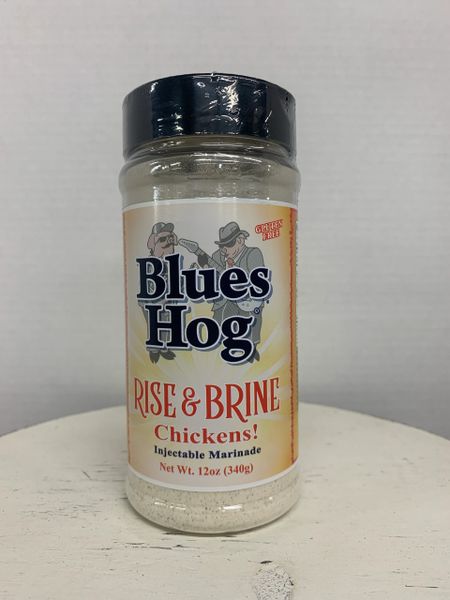 GLUTEN
FREE
Blues
Hog
RISE & BRINE
Chickens!
Injectable Marinade
Net Wt. 12oz (340g)